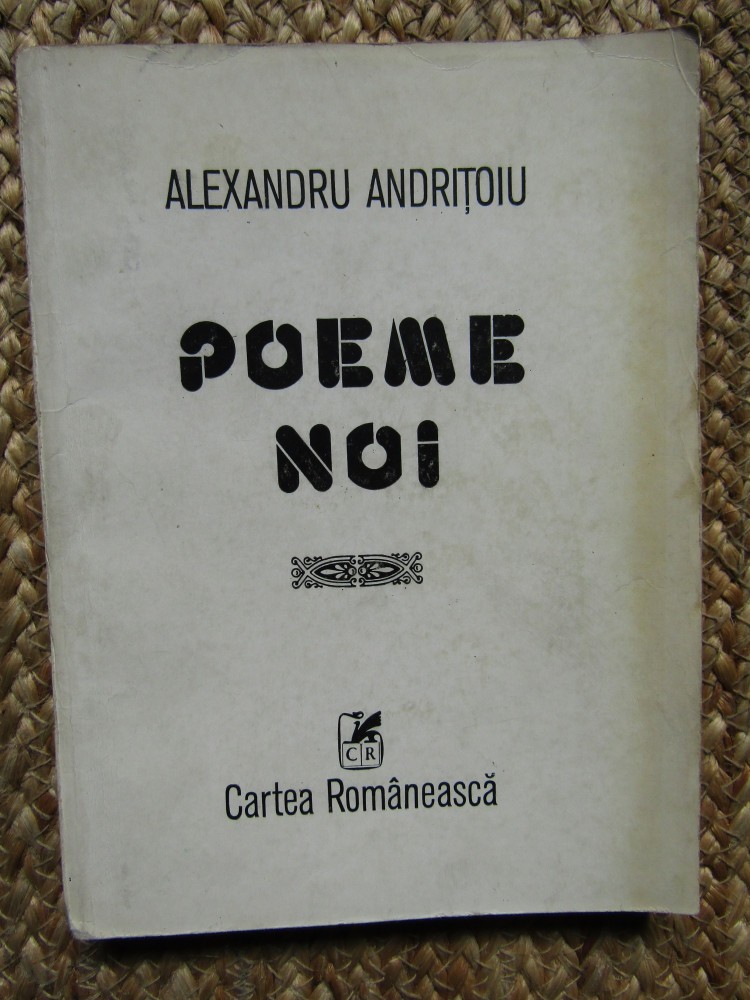 ALEXANDRU ANDRIȚOIU
POEME
NOI
CR
Cartea Românească